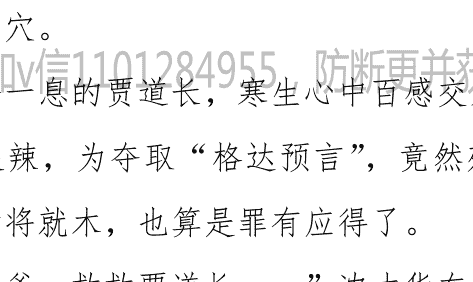 穴。
加v信1101284955，防断更并获
一息的贾道长，寒生心中百感交
辣，为夺取“格达预言”，竟然
将就木，也算是罪有应得了。